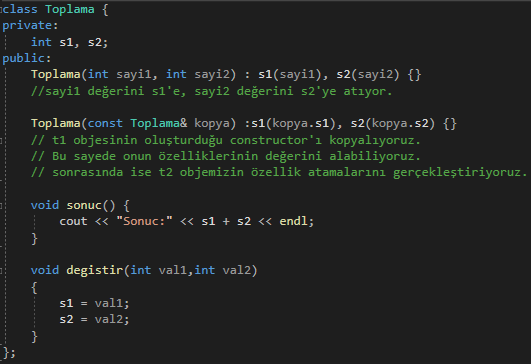 class Toplama {
private:
int s1, s2;
public:
Toplama(int sayi1, int sayi2) : s1(sayi1), s2(sayi2) {}
//sayi1 değerini s1'e, sayi2 değerini s2'ye atıyor.
Toplama(const Toplama& kopya) :s1(kopya.s1), s2(kopya.s2) {}
// t1 objesinin oluşturduğu constructor'ı kopyalıyoruz.
// Bu sayede onun özelliklerinin değerini alabiliyoruz.
// sonrasında ise t2 objemizin özellik atamalarını gerçekleştiriyoruz.
void sonuc() {
cout << "Sonuc:" << s1 + s2 << endl;
}
void degistir(int val1,int val2)
{
s1 = val1;
s2 = val2;
}
};